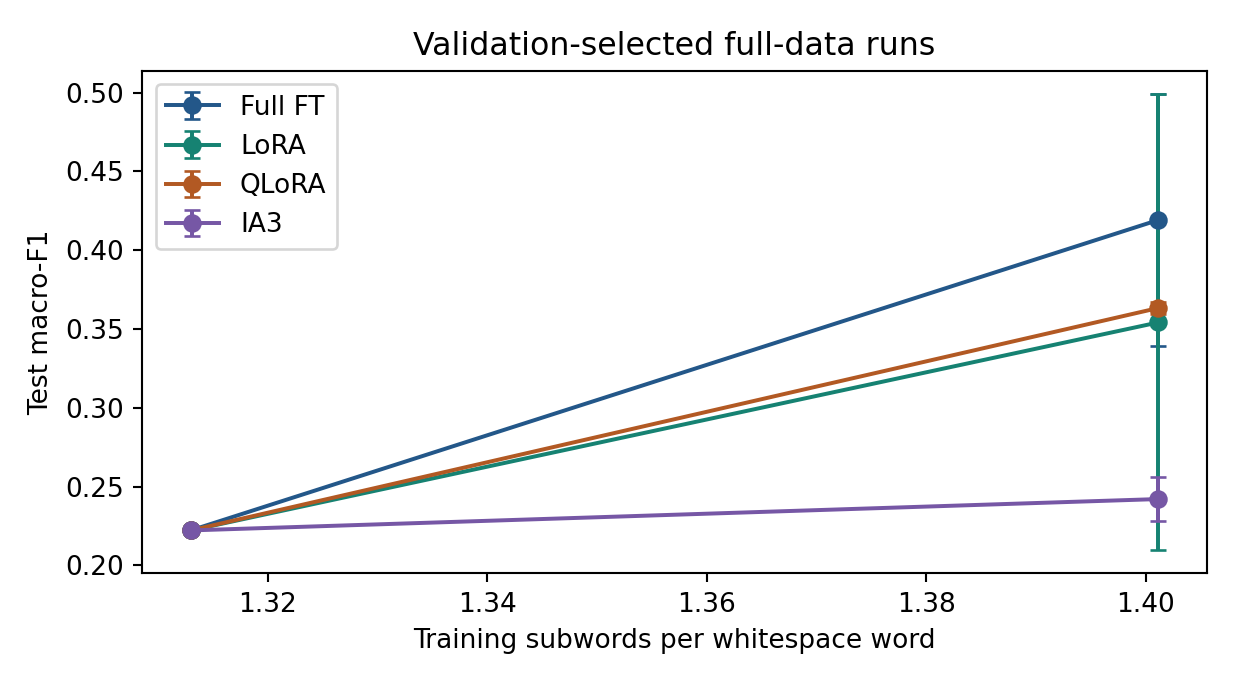 Validation-selected full-data runs
Full FT
LoRA
QLoRA
IA3
Test macro-F1
0.50
0.45
0.40
0.35
0.30
0.25
0.20
1.32 1.34 1.36 1.38 1.40
Training subwords per whitespace word